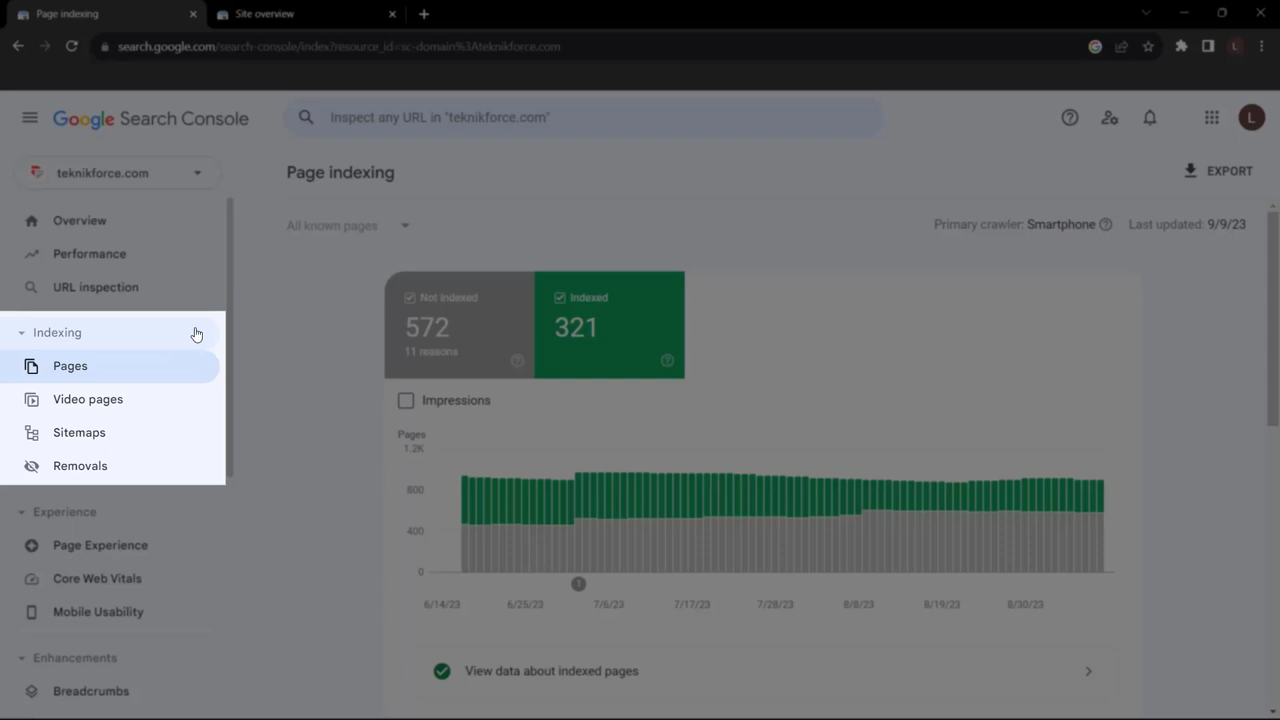 Page indexing
Site overview
search.google.com/search-console/index?resource_id=sc-domain%3Ateknikforce.com
L
Google Search Console
Inspect any URL in "teknikforce.com"
L
teknikforce.com
Page indexing
EXPORT
Overview
Performance
URL inspection
Indexing
Pages
Video pages
Sitemaps
Removals
Experience
Page Experience
Core Web Vitals
Mobile Usability
Enhancements
Breadcrumbs
All known pages
Primary crawler: Smartphone
Last updated: 9/9/23
Not indexed
572
11 reasons
Indexed
321
Impressions
Pages
1.2K
800
400
0
1
6/14/23
6/25/23
7/6/23
7/17/23
7/28/23
8/8/23
8/19/23
8/30/23
View data about indexed pages